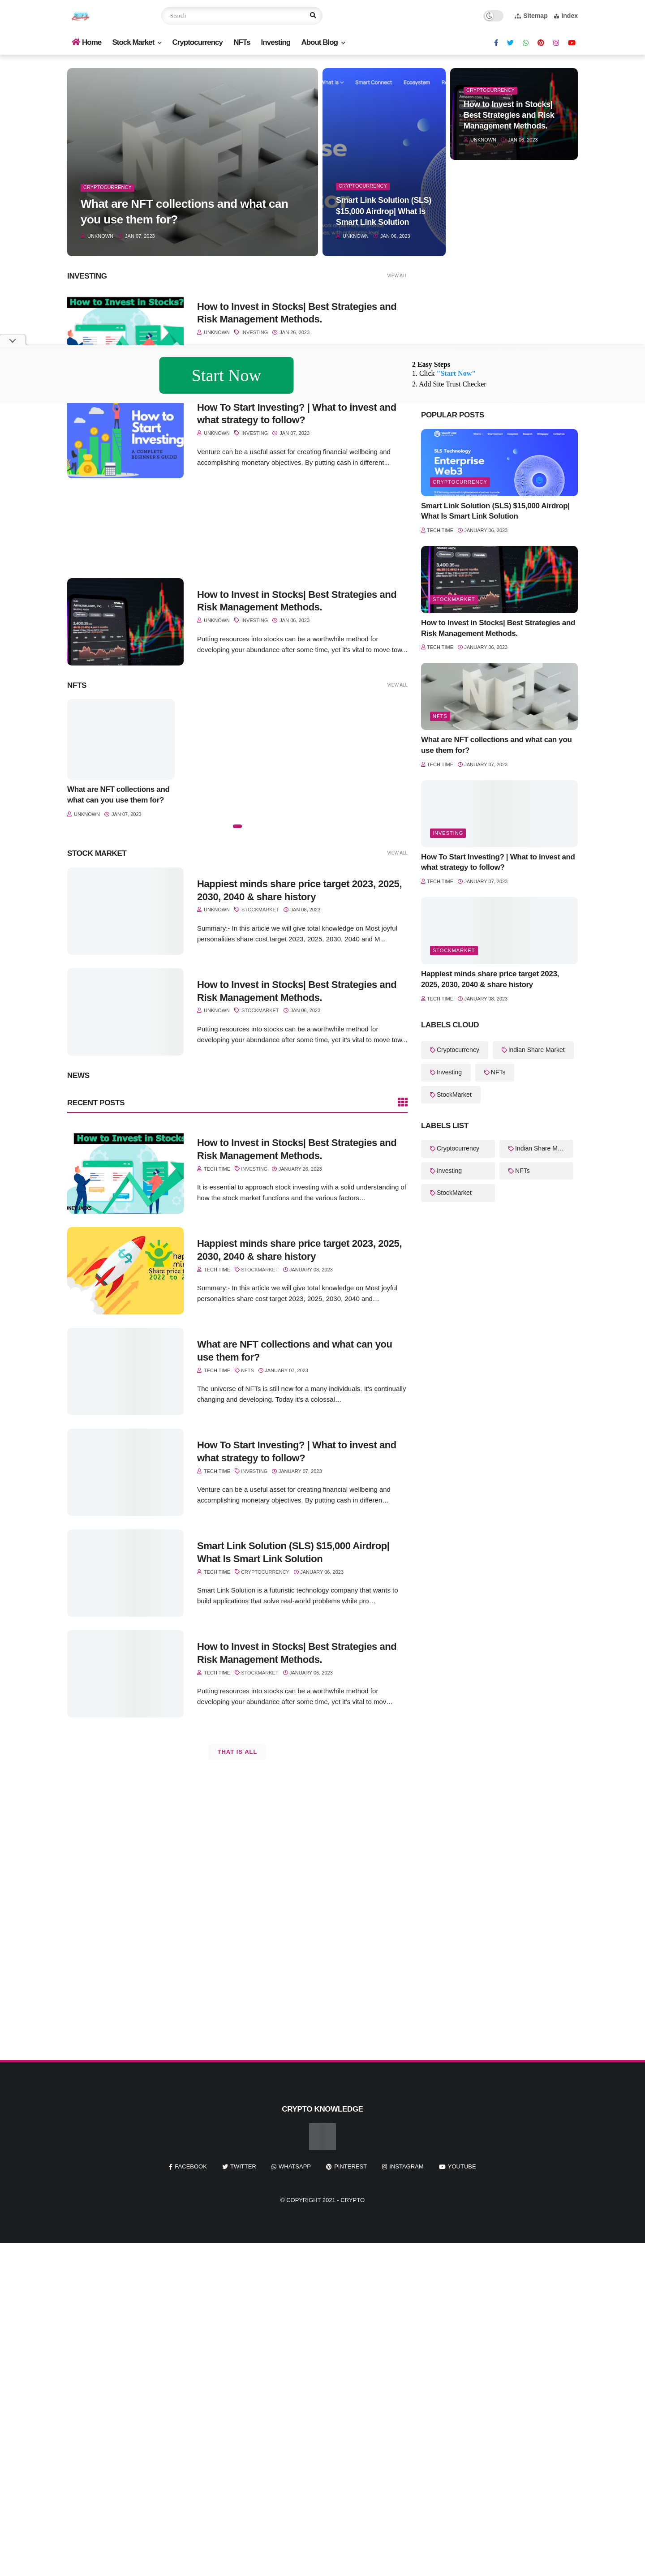 Search
Sitemap
Index
Home
Stock Market
Cryptocurrency
NFTs
Investing
About Blog
CRYPTOCURRENCY
What are NFT collections and what can
you use them for?
UNKNOWN JAN 07, 2023
What is
Smart Connect
Ecosystem
CRYPTOCURRENCY
Smart Link Solution (SLS)
$15,000 Airdrop| What Is
Smart Link Solution
UNKNOWN JAN 06, 2023
CRYPTOCURRENCY
How to Invest in Stocks|
Best Strategies and Risk
Management Methods.
UNKNOWN JAN 06, 2023
INVESTING
VIEW ALL
How to Invest in Stocks?
How to Invest in Stocks| Best Strategies and
Risk Management Methods.
UNKNOWN INVESTING JAN 26, 2023
Start Now
2 Easy Steps
1. Click "Start Now"
2. Add Site Trust Checker
How to
Start
Investing
A COMPLETE
BEGINNER'S GUIDE!
How To Start Investing? | What to invest and
what strategy to follow?
UNKNOWN INVESTING JAN 07, 2023
Venture can be a useful asset for creating financial wellbeing and
accomplishing monetary objectives. By putting cash in different...
How to Invest in Stocks| Best Strategies and
Risk Management Methods.
UNKNOWN INVESTING JAN 06, 2023
Putting resources into stocks can be a worthwhile method for
developing your abundance after some time, yet it's vital to move tow...
NFTS
VIEW ALL
What are NFT collections and
what can you use them for?
UNKNOWN JAN 07, 2023
STOCK MARKET
VIEW ALL
Happiest minds share price target 2023, 2025,
2030, 2040 & share history
UNKNOWN STOCKMARKET JAN 08, 2023
Summary:- In this article we will give total knowledge on Most joyful
personalities share cost target 2023, 2025, 2030, 2040 and M...
How to Invest in Stocks| Best Strategies and
Risk Management Methods.
UNKNOWN STOCKMARKET JAN 06, 2023
Putting resources into stocks can be a worthwhile method for
developing your abundance after some time, yet it's vital to move tow...
NEWS
RECENT POSTS
How to Invest in Stocks?
How to Invest in Stocks| Best Strategies and
Risk Management Methods.
TECH TIME INVESTING JANUARY 26, 2023
It is essential to approach stock investing with a solid understanding of
how the stock market functions and the various factors…
Share price
Happiest minds share price target 2023, 2025,
2030, 2040 & share history
TECH TIME STOCKMARKET JANUARY 08, 2023
Summary:- In this article we will give total knowledge on Most joyful
personalities share cost target 2023, 2025, 2030, 2040 and…
What are NFT collections and what can you
use them for?
TECH TIME NFTS JANUARY 07, 2023
The universe of NFTs is still new for a many individuals. It's continually
changing and developing. Today it's a colossal…
How To Start Investing? | What to invest and
what strategy to follow?
TECH TIME INVESTING JANUARY 07, 2023
Venture can be a useful asset for creating financial wellbeing and
accomplishing monetary objectives. By putting cash in differen…
Smart Link Solution (SLS) $15,000 Airdrop|
What Is Smart Link Solution
TECH TIME CRYPTOCURRENCY JANUARY 06, 2023
Smart Link Solution is a futuristic technology company that wants to
build applications that solve real-world problems while pro…
How to Invest in Stocks| Best Strategies and
Risk Management Methods.
TECH TIME STOCKMARKET JANUARY 06, 2023
Putting resources into stocks can be a worthwhile method for
developing your abundance after some time, yet it's vital to mov…
THAT IS ALL
POPULAR POSTS
SLS Technology
Enterprise
Web3
CRYPTOCURRENCY
Smart Link Solution (SLS) $15,000 Airdrop|
What Is Smart Link Solution
TECH TIME JANUARY 06, 2023
STOCKMARKET
How to Invest in Stocks| Best Strategies and
Risk Management Methods.
TECH TIME JANUARY 06, 2023
NFTS
What are NFT collections and what can you
use them for?
TECH TIME JANUARY 07, 2023
INVESTING
How To Start Investing? | What to invest and
what strategy to follow?
TECH TIME JANUARY 07, 2023
STOCKMARKET
Happiest minds share price target 2023,
2025, 2030, 2040 & share history
TECH TIME JANUARY 08, 2023
LABELS CLOUD
Cryptocurrency
Indian Share Market
Investing
NFTs
StockMarket
LABELS LIST
Cryptocurrency
Indian Share M…
Investing
NFTs
StockMarket
CRYPTO KNOWLEDGE
FACEBOOK
TWITTER
WHATSAPP
PINTEREST
INSTAGRAM
YOUTUBE
© COPYRIGHT 2021 - CRYPTO